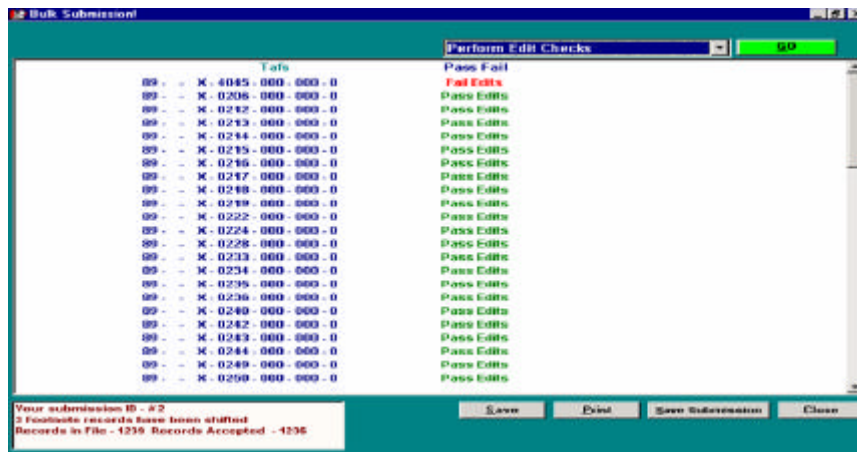 Bulk Submission!
Perform Edit Checks GO
Tafs Pass Fail
89 - - X - 4045 - 000 - 000 - 0 Fail Edits
89 - - X - 0206 - 000 - 000 - 0 Pass Edits
89 - - X - 0212 - 000 - 000 - 0 Pass Edits
89 - - X - 0213 - 000 - 000 - 0 Pass Edits
89 - - X - 0214 - 000 - 000 - 0 Pass Edits
89 - - X - 0215 - 000 - 000 - 0 Pass Edits
89 - - X - 0216 - 000 - 000 - 0 Pass Edits
89 - - X - 0217 - 000 - 000 - 0 Pass Edits
89 - - X - 0218 - 000 - 000 - 0 Pass Edits
89 - - X - 0219 - 000 - 000 - 0 Pass Edits
89 - - X - 0222 - 000 - 000 - 0 Pass Edits
89 - - X - 0224 - 000 - 000 - 0 Pass Edits
89 - - X - 0228 - 000 - 000 - 0 Pass Edits
89 - - X - 0233 - 000 - 000 - 0 Pass Edits
89 - - X - 0234 - 000 - 000 - 0 Pass Edits
89 - - X - 0235 - 000 - 000 - 0 Pass Edits
89 - - X - 0236 - 000 - 000 - 0 Pass Edits
89 - - X - 0240 - 000 - 000 - 0 Pass Edits
89 - - X - 0242 - 000 - 000 - 0 Pass Edits
89 - - X - 0243 - 000 - 000 - 0 Pass Edits
89 - - X - 0244 - 000 - 000 - 0 Pass Edits
89 - - X - 0249 - 000 - 000 - 0 Pass Edits
89 - - X - 0250 - 000 - 000 - 0 Pass Edits
Your submission ID - #2
3 Footnote records have been shifted
Records in File - 1239 Records Accepted - 1236
Save Print Save Submission Close